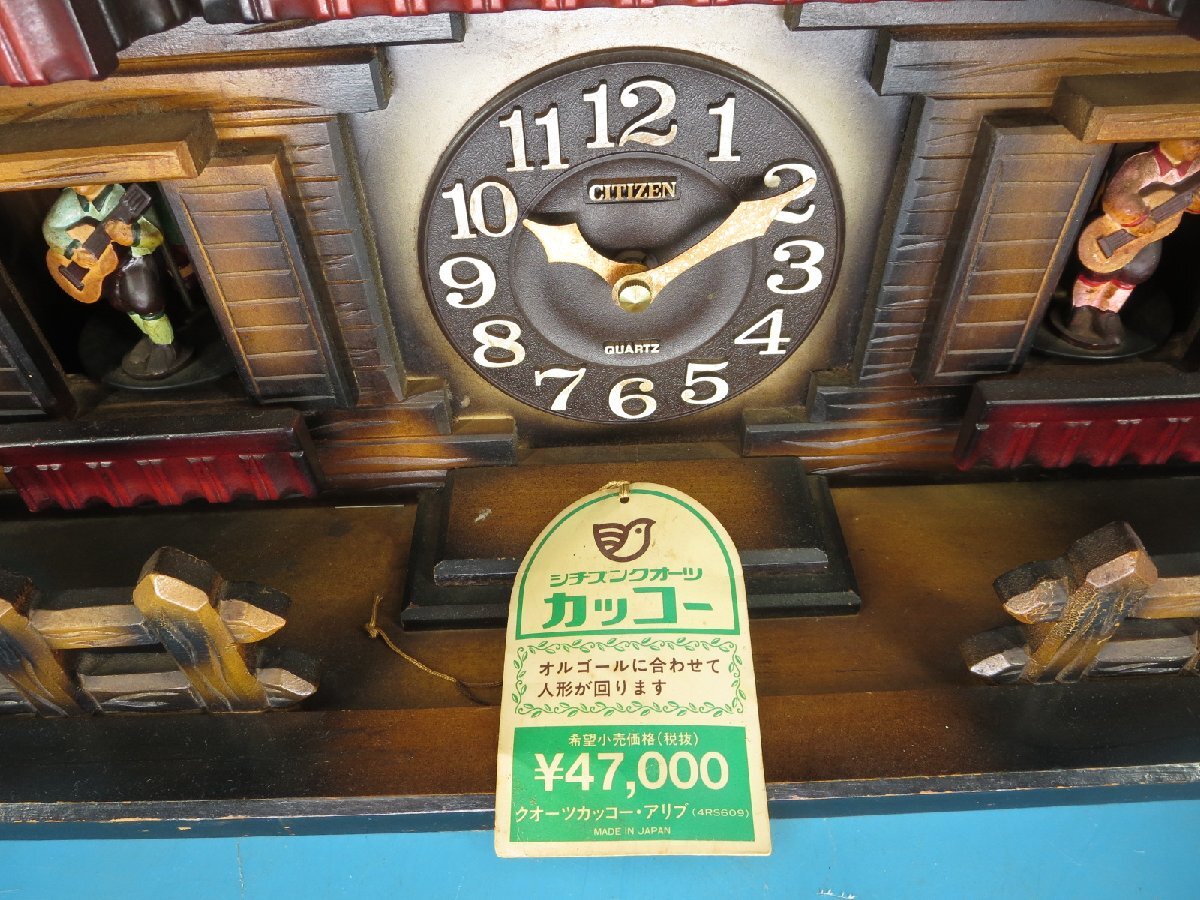 12
1
2
3
4
5
6
7
8
9
10
11
CITIZEN
QUARTZ
シチズンクオーツ
カッコー
オルゴールに合わせて
人形が回ります
希望小売価格(税抜)
¥47,000
クオーツカッコー・アリプ(4RS609)
MADE IN JAPAN